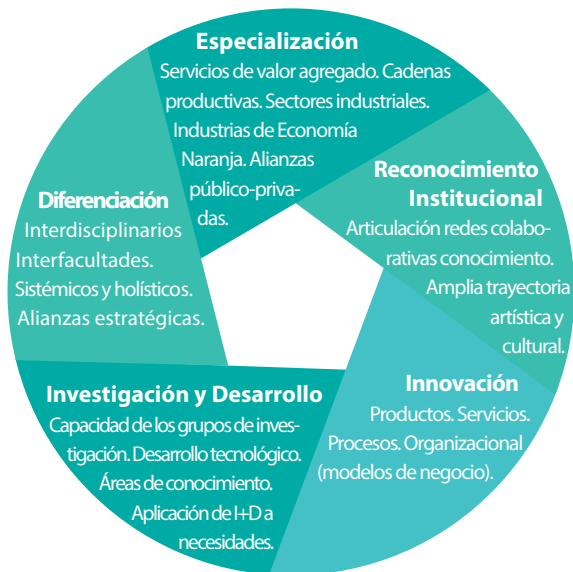 Especialización
Servicios de valor agregado. Cadenas
productivas. Sectores industriales.
Industrias de Economía
Naranja. Alianzas
público-priva-
das.
Reconocimiento
Institucional
Articulación redes colabo-
rativas conocimiento.
Amplia trayectoria
artística y
cultural.
Innovación
Productos. Servicios.
Procesos. Organizacional
(modelos de negocio).
Investigación y Desarrollo
Capacidad de los grupos de inves-
tigación. Desarrollo tecnológico.
Áreas de conocimiento.
Aplicación de I+D a
necesidades.
Diferenciación
Interdisciplinarios
Interfacultades.
Sistémicos y holísticos.
Alianzas estratégicas.